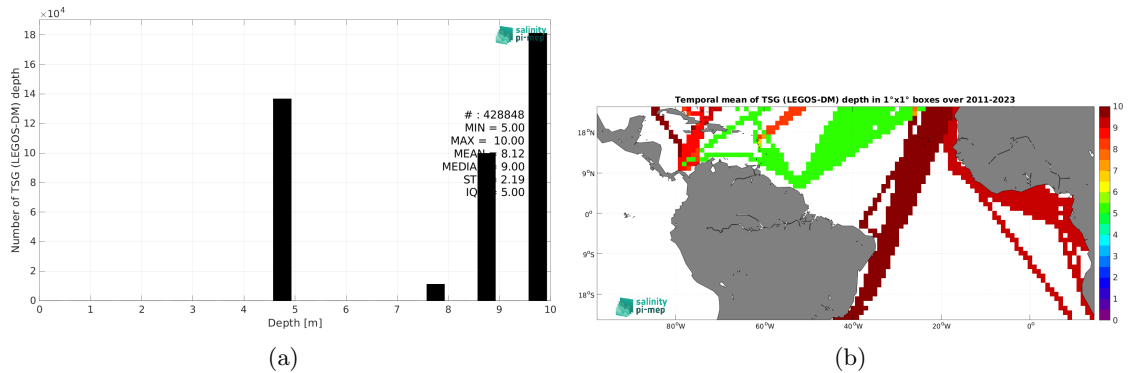 ×10⁴
salinity
pi-mep
18
16
14
12
10
8
6
4
2
0
Number of TSG (LEGOS-DM) depth
# : 428848
MIN = 5.00
MAX = 10.00
MEAN = 8.12
MEDIA = 9.00
ST = 2.19
IQ = 5.00
0 1 2 3 4 5 6 7 8 9 10
Depth [m]
(a)
Temporal mean of TSG (LEGOS-DM) depth in 1°x1° boxes over 2011-2023
18°N
9°N
0°
9°S
18°S
80°W 60°W 40°W 20°W 0°
10
9
8
7
6
5
4
3
2
1
0
salinity
pi-mep
(b)